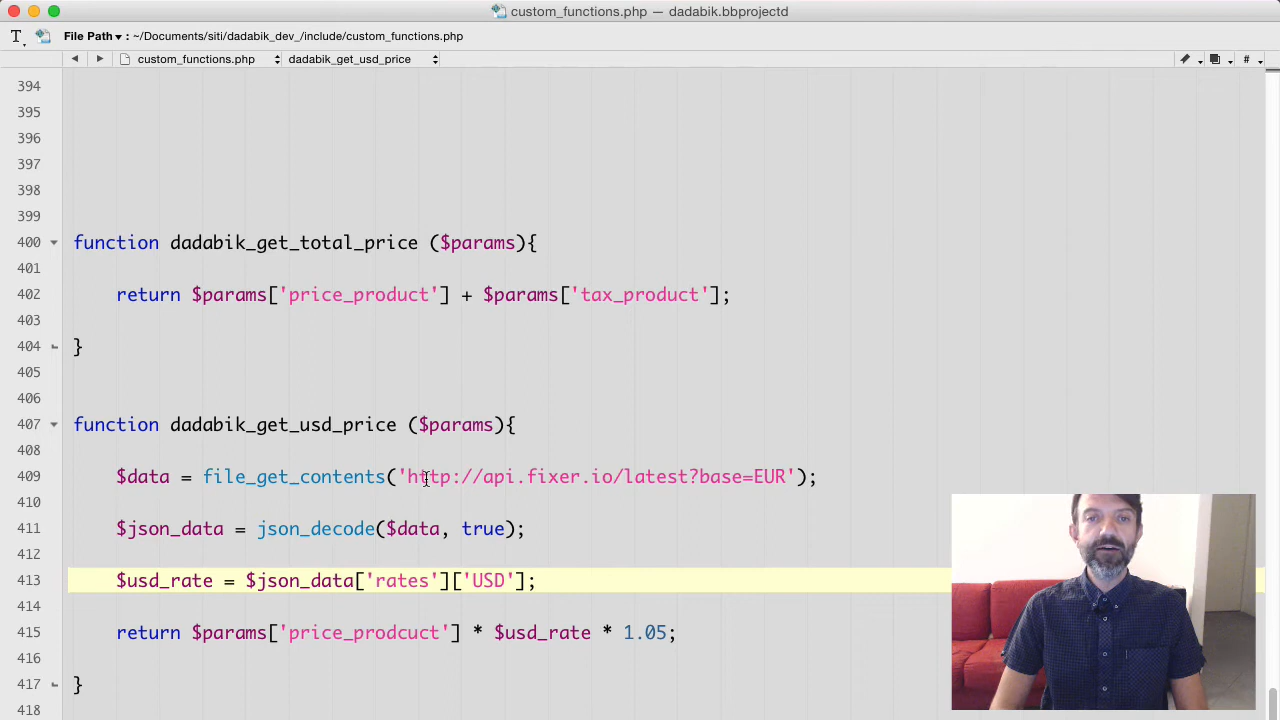 custom_functions.php — dadabik.bbprojectd
File Path : ~/Documents/siti/dadabik_dev_/include/custom_functions.php
custom_functions.php dadabik_get_usd_price #
394
395
396
397
398
399
400 function dadabik_get_total_price ($params){
401
402 return $params['price_product'] + $params['tax_product'];
403
404 }
405
406
407 function dadabik_get_usd_price ($params){
408
409 $data = file_get_contents('http://api.fixer.io/latest?base=EUR');
410
411 $json_data = json_decode($data, true);
412
413 $usd_rate = $json_data['rates']['USD'];
414
415 return $params['price_prodcuct'] * $usd_rate * 1.05;
416
417 }
418